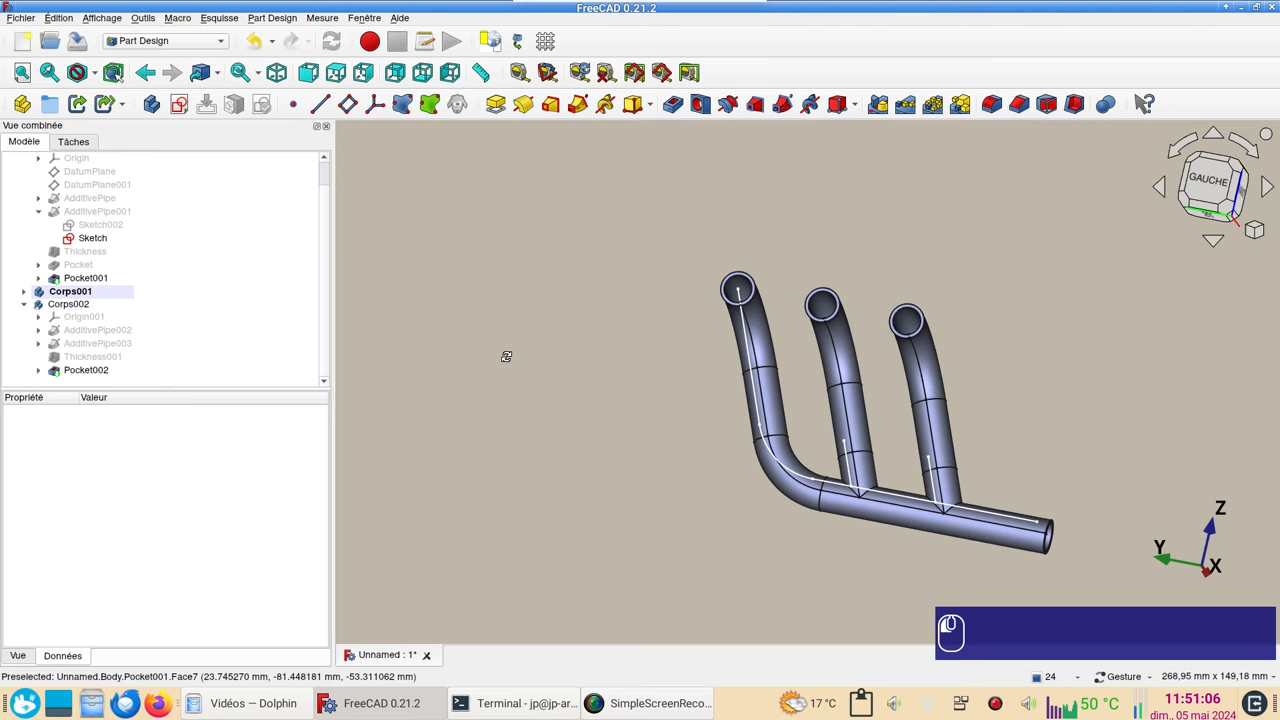 FreeCAD 0.21.2
Fichier Édition Affichage Outils Macro Esquisse Part Design Mesure Fenêtre Aide
Part Design
Vue combinée
Modèle Tâches
Origin
DatumPlane
DatumPlane001
AdditivePipe
AdditivePipe001
Sketch002
Sketch
Thickness
Pocket
Pocket001
Corps001
Corps002
Origin001
AdditivePipe002
AdditivePipe003
Thickness001
Pocket002
Propriété Valeur
GAUCHE
Z
Y
X
Vue Données
Unnamed : 1*
Preselected: Unnamed.Body.Pocket001.Face7 (23.745270 mm, -81.448181 mm, -53.311062 mm)
24 Gesture 268,95 mm x 149,18 mm
Vidéos – Dolphin
FreeCAD 0.21.2
Terminal - jp@jp-ar...
SimpleScreenReco...
17 °C
50 °C
11:51:06
dim., 05 mai 2024